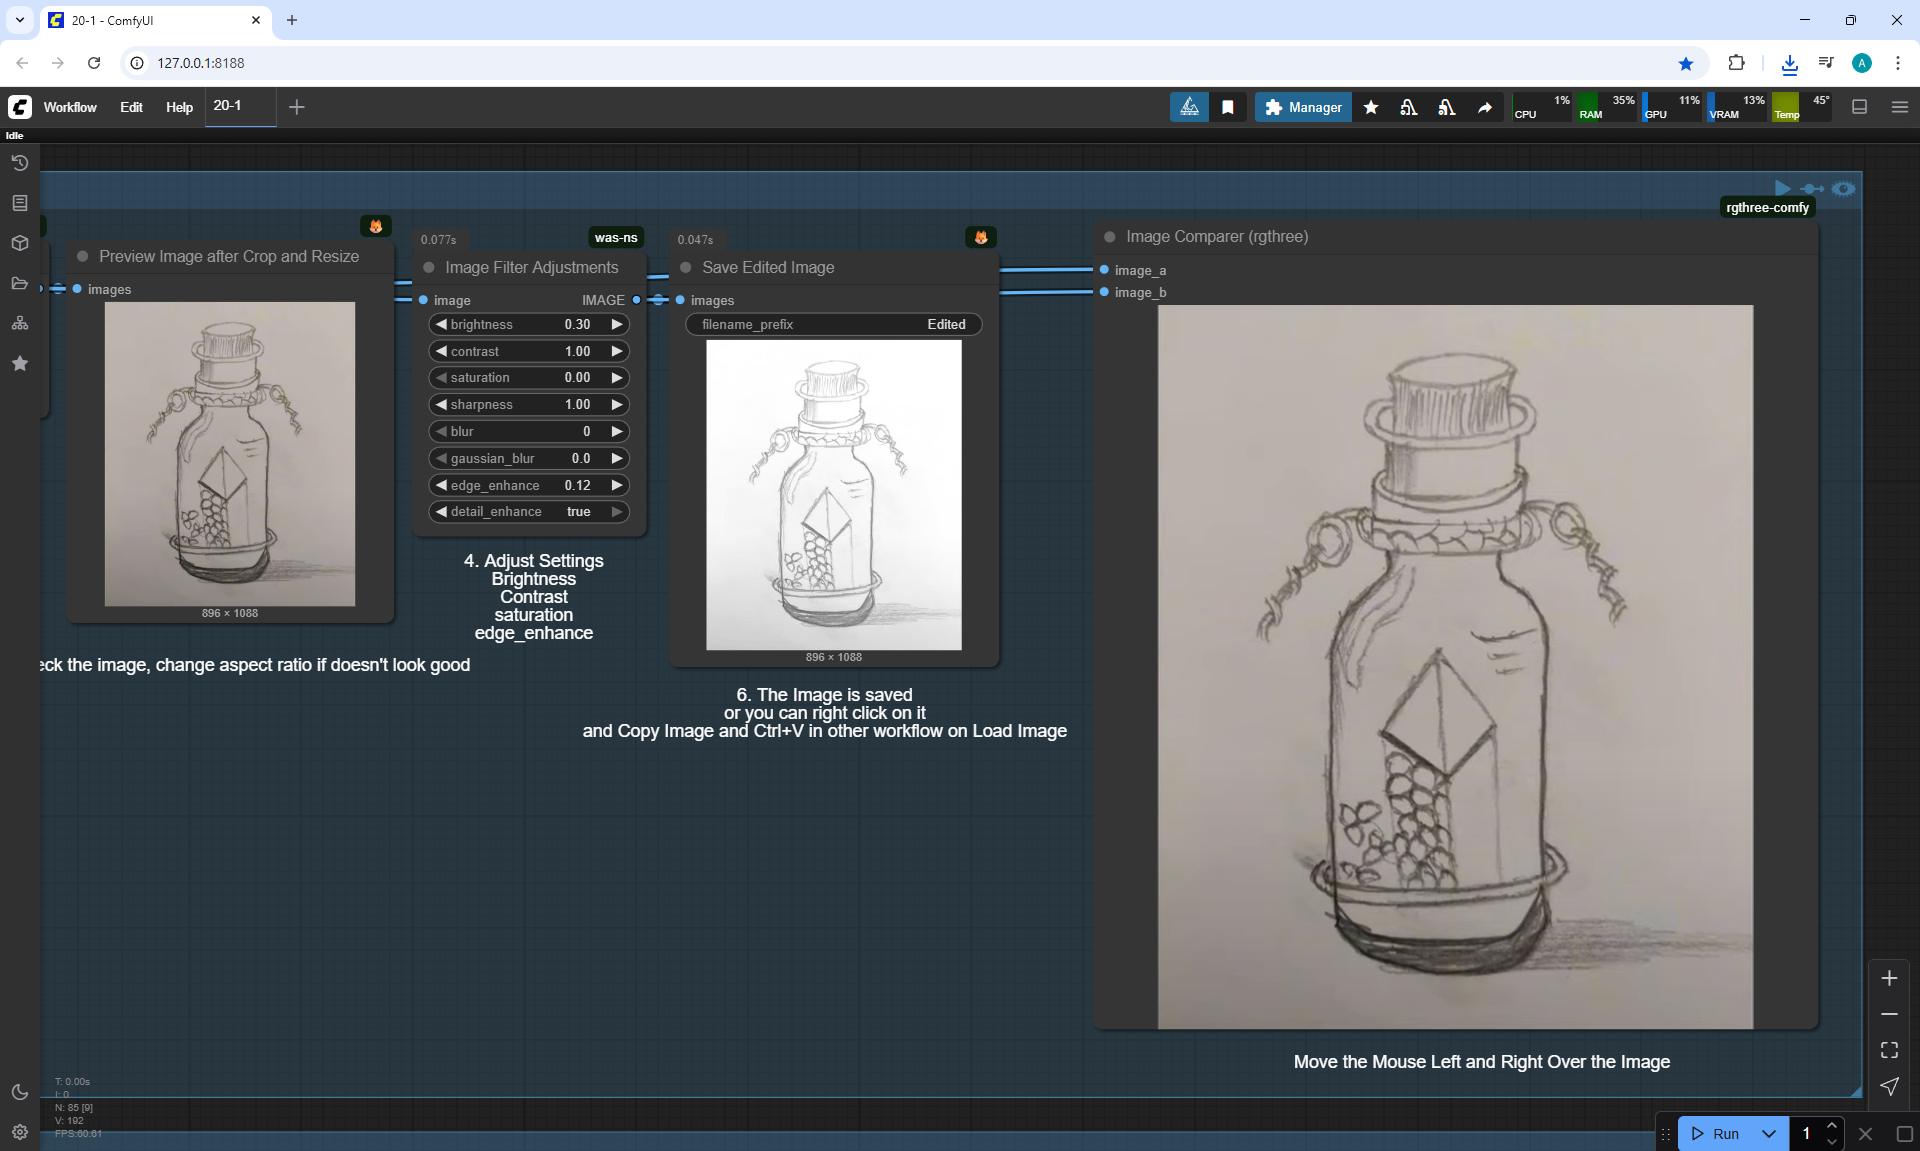 20-1 - ComfyUI
127.0.0.1:8188
Workflow Edit Help 20-1
Manager
CPU 1%
RAM 35%
GPU 11%
VRAM 13%
Temp 45°
Idle
rgthree-comfy
Preview Image after Crop and Resize
images
896 × 1088
eck the image, change aspect ratio if doesn't look good
0.077s
was-ns
Image Filter Adjustments
image IMAGE
brightness 0.30
contrast 1.00
saturation 0.00
sharpness 1.00
blur 0
gaussian_blur 0.0
edge_enhance 0.12
detail_enhance true
4. Adjust Settings
Brightness
Contrast
saturation
edge_enhance
0.047s
Save Edited Image
images
filename_prefix Edited
896 × 1088
6. The Image is saved
or you can right click on it
and Copy Image and Ctrl+V in other workflow on Load Image
Image Comparer (rgthree)
image_a
image_b
Move the Mouse Left and Right Over the Image
T: 0.00s
I: 0
N: 85 [9]
V: 192
FPS:60.61
Run 1
A